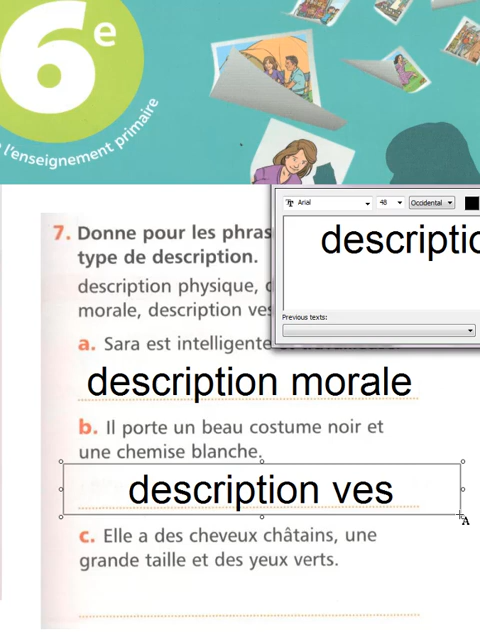 6e
l'enseignement primaire
Arial
48
Occidental
descriptio
Previous texts:
7. Donne pour les phras
type de description.
description physique, d
morale, description ves
a. Sara est intelligente et travailleuse.
description morale
b. Il porte un beau costume noir et
une chemise blanche.
description ves
c. Elle a des cheveux châtains, une
grande taille et des yeux verts.